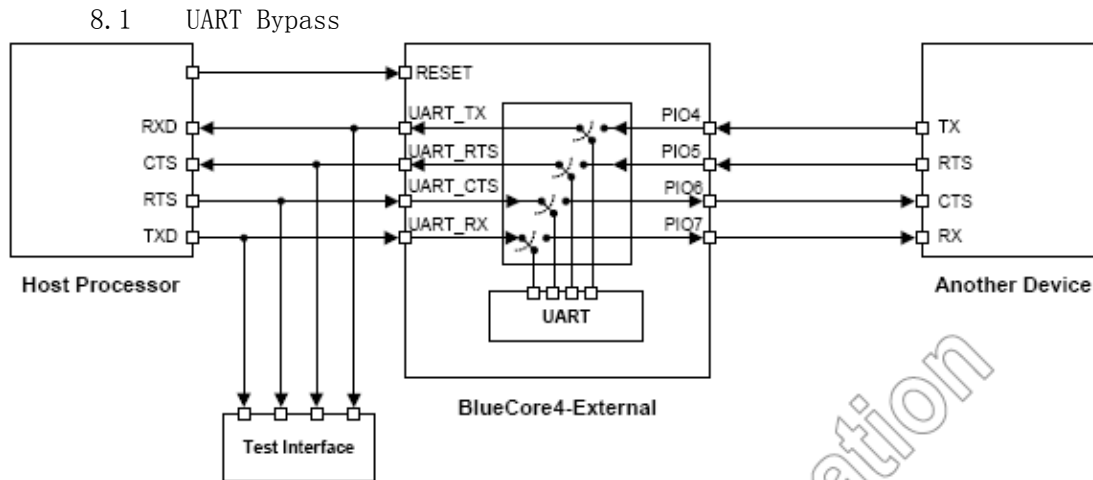 8.1 UART Bypass
RESET
UART_TX
PIO4
RXD
TX
UART_RTS
PIO5
CTS
RTS
UART_CTS
PIO6
RTS
CTS
UART_RX
PIO7
TXD
RX
Host Processor
Another Device
UART
BlueCore4-External
Test Interface